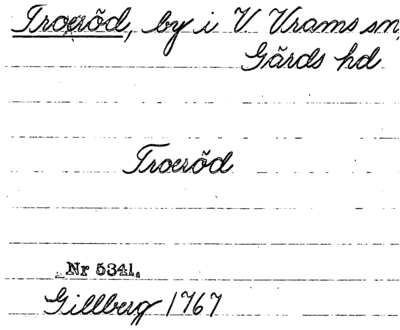 Troeröd, by i V Vrams sn,
Gärds hd
Troeröd
Nr 5341.
Gillberg 1767